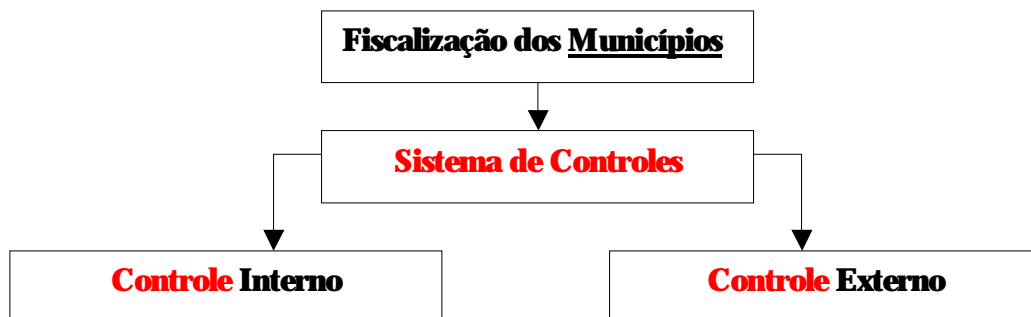 Fiscalização dos Municípios
Sistema de Controles
Controle Interno
Controle Externo